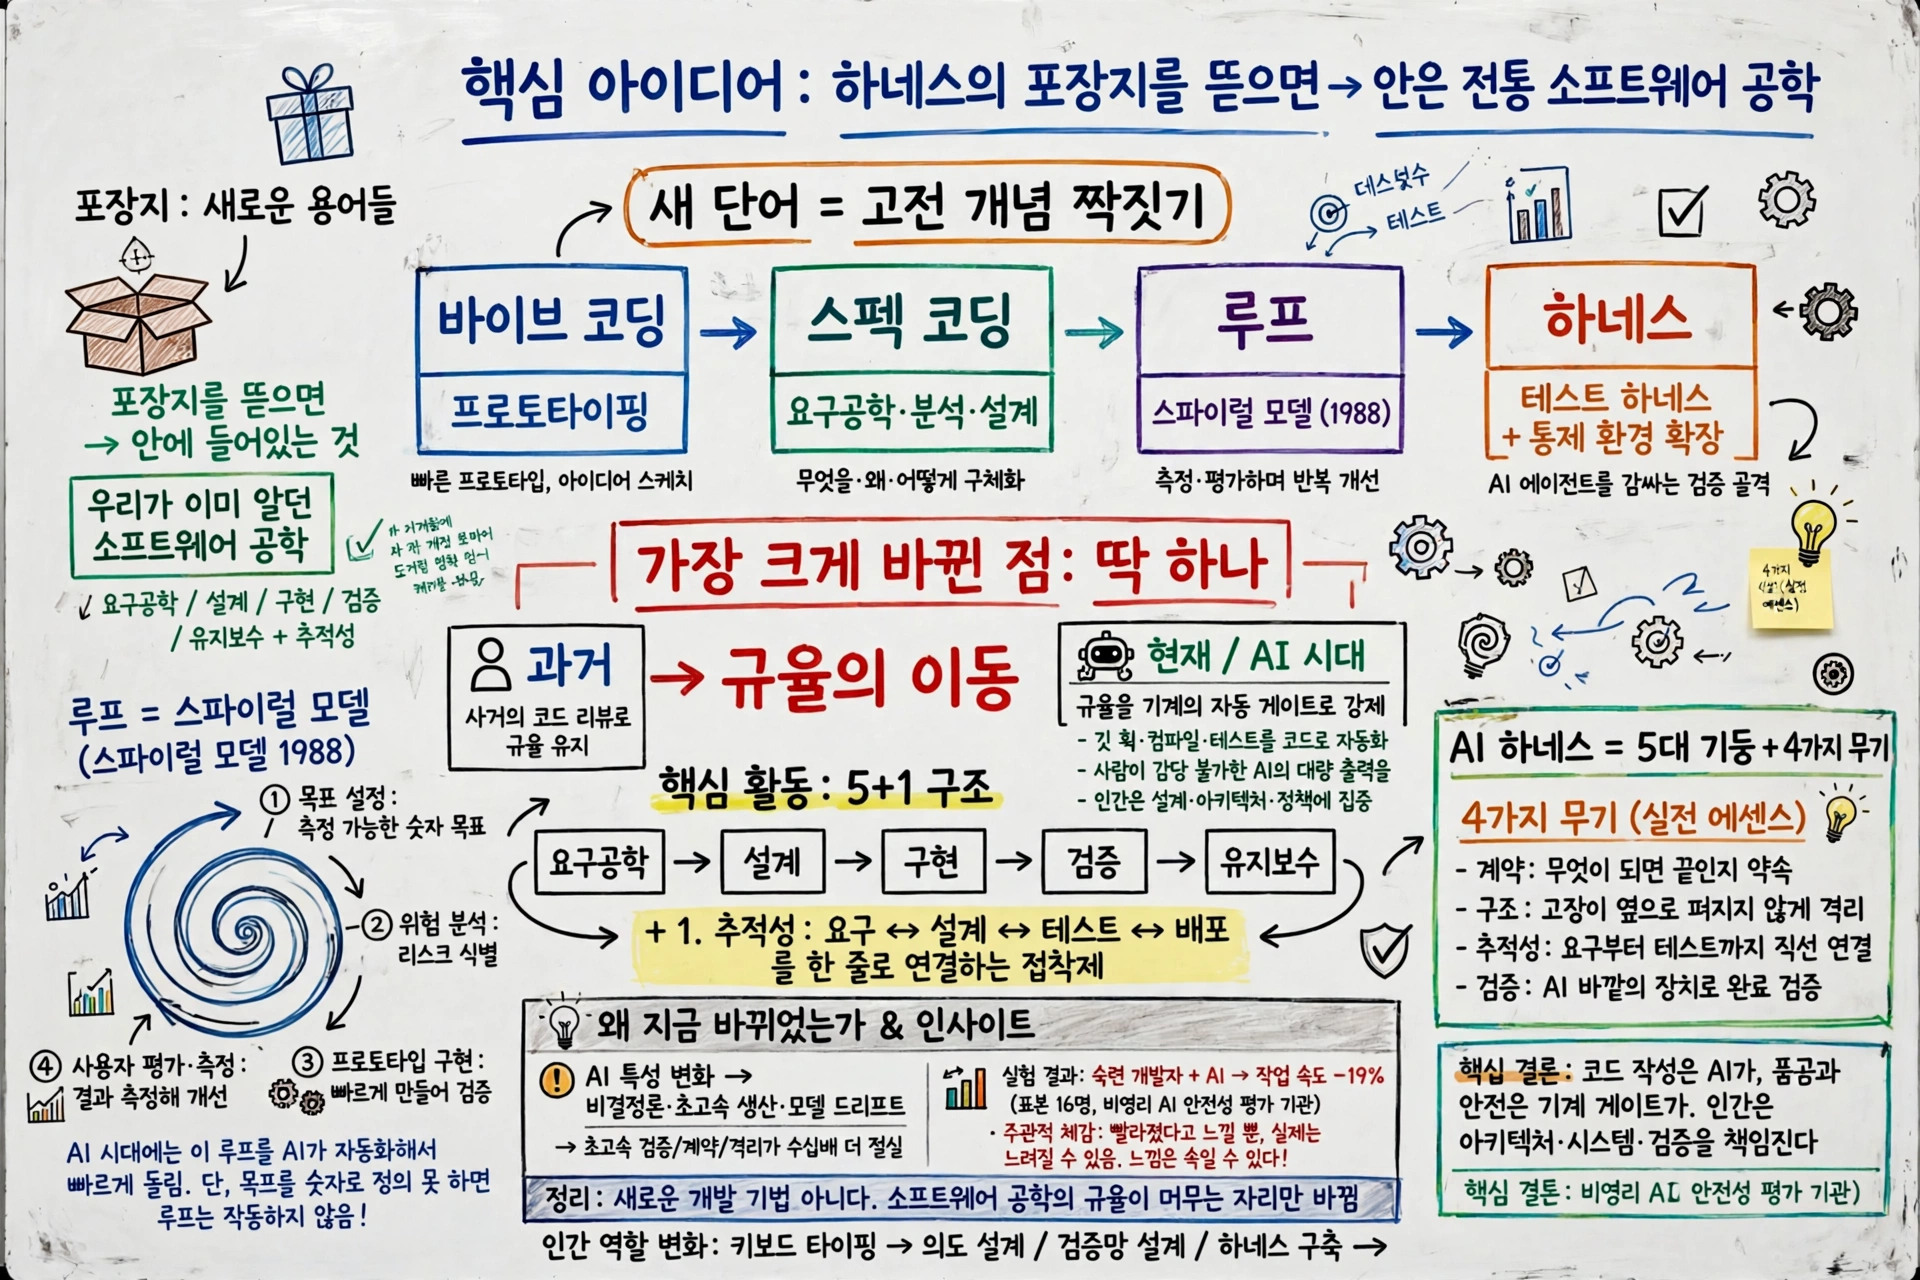 핵심 아이디어 : 하네스의 포장지를 뜯으면 → 안은 전통 소프트웨어 공학
포장지 : 새로운 용어들
새 단어 = 고전 개념 짝짓기
데스넟수
테스트
바이브 코딩
프로토타이핑
빠른 프로토타입, 아이디어 스케치
스펙 코딩
요구공학·분석·설계
무엇을·왜·어떻게 구체화
루프
스파이럴 모델 (1988)
측정·평가하며 반복 개선
하네스
테스트 하네스
+ 통제 환경 확장
AI 에이전트를 감싸는 검증 골격
포장지를 뜯으면
→ 안에 들어있는 것
우리가 이미 알던
소프트웨어 공학
요구공학 / 설계 / 구현 / 검증
/ 유지보수 + 추적성
가장 크게 바뀐 점 : 딱 하나
과거
사거의 코드 리뷰로
규율 유지
→ 규율의 이동
현재 / AI 시대
규율을 기계의 자동 게이트로 강제
- 깃 훅·컴파일·테스트를 코드로 자동화
- 사람이 감당 불가한 AI의 대량 출력을
- 인간은 설계·아키텍처·정책에 집중
4가지
루프 = 스파이럴 모델
(스파이럴 모델 1988)
① 목표 설정 :
측정 가능한 숫자 목표
② 위험 분석 :
리스크 식별
③ 프로토타입 구현 :
빠르게 만들어 검증
④ 사용자 평가·측정 :
결과 측정해 개선
AI 시대에는 이 루프를 AI가 자동화해서
빠르게 돌림. 단, 목표를 숫자로 정의 못 하면
루프는 작동하지 않음 !
핵심 활동 : 5+1 구조
요구공학 → 설계 → 구현 → 검증 → 유지보수
+ 1. 추적성 : 요구 ↔ 설계 ↔ 테스트 ↔ 배포
를 한 줄로 연결하는 접착제
왜 지금 바뀌었는가 & 인사이트
AI 특성 변화 →
비결정론·초고속 생산·모델 드리프트
→ 초고속 검증/계약/격리가 수십배 더 절실
실험 결과: 숙련 개발자 + AI → 작업 속도 -19%
(표본 16명, 비영리 AI 안전성 평가 기관)
· 주관적 체감 : 빨라졌다고 느낄 뿐, 실제는
느려질 수 있음. 느낌은 속일 수 있다!
정리 : 새로운 개발 기법 아니다. 소프트웨어 공학의 규율이 머무는 자리만 바뀜
인간 역할 변화 : 키보드 타이핑 → 의도 설계 / 검증망 설계 / 하네스 구축 →
AI 하네스 = 5대 기둥 + 4가지 무기
4가지 무기 (실전 에센스)
- 계약 : 무엇이 되면 끝인지 약속
- 구조 : 고장이 옆으로 펴지지 않게 격리
- 추적성 : 요구부터 테스트까지 직선 연결
- 검증 : AI 바깥의 장치로 완료 검증
핵십 결론 : 코드 작성은 AI가, 품곰과
안전은 기계 게이트가. 인간은
아키텍처·시스템·검증을 책임진다
핵심 결톤 : 비영리 AI 안전성 평가 기관)